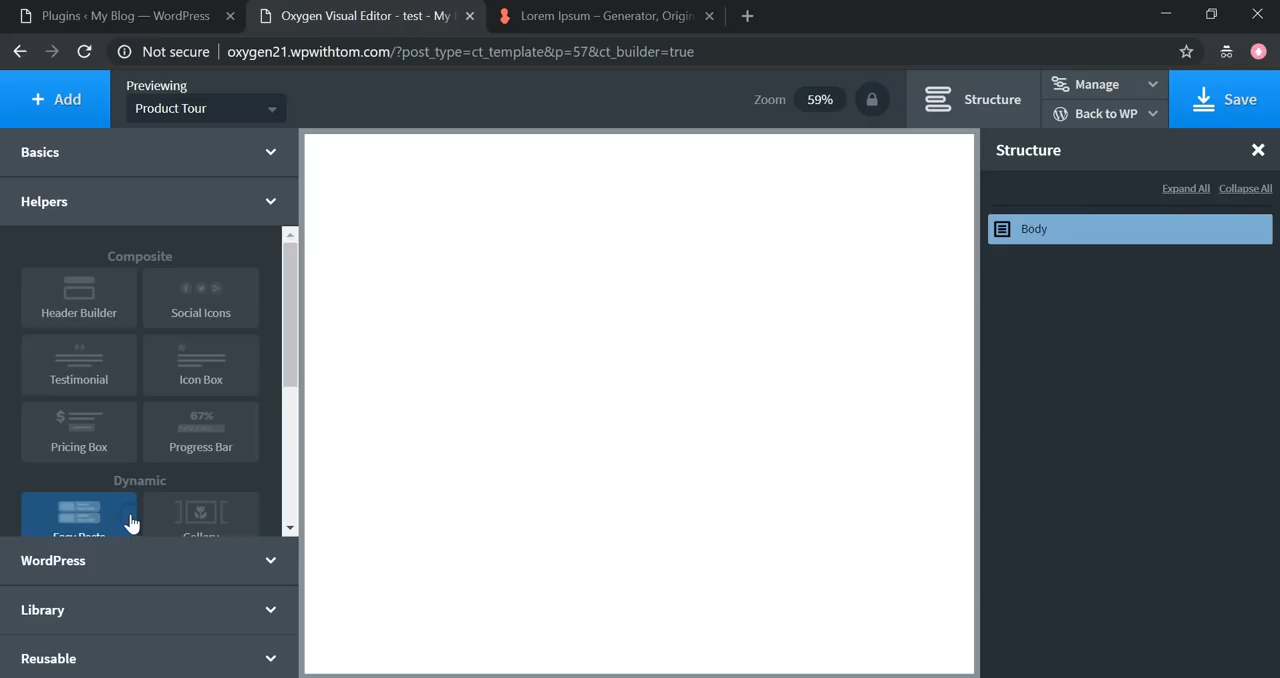 Plugins ‹ My Blog — WordPress
Oxygen Visual Editor - test - My
Lorem Ipsum – Generator, Origin
Not secure
oxygen21.wpwithtom.com/?post_type=ct_template&p=57&ct_builder=true
+ Add
Previewing
Product Tour
Zoom
59%
Structure
Manage
Back to WP
Save
Basics
Helpers
Composite
Header Builder
Social Icons
Testimonial
Icon Box
$
Pricing Box
67%
Progress Bar
Dynamic
Easy Posts
Gallery
WordPress
Library
Reusable
Structure
Expand All
Collapse All
Body